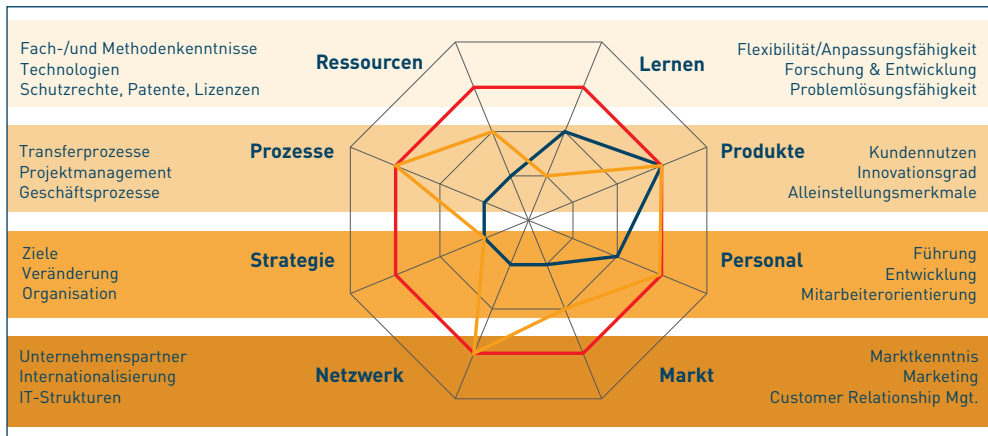 Fach-/und Methodenkenntnisse
Technologien
Schutzrechte, Patente, Lizenzen
Ressourcen
Lernen
Flexibilität/Anpassungsfähigkeit
Forschung & Entwicklung
Problemlösungsfähigkeit
Transferprozesse
Projektmanagement
Geschäftsprozesse
Prozesse
Produkte
Kundennutzen
Innovationsgrad
Alleinstellungsmerkmale
Ziele
Veränderung
Organisation
Strategie
Personal
Führung
Entwicklung
Mitarbeiterorientierung
Unternehmenspartner
Internationalisierung
IT-Strukturen
Netzwerk
Markt
Marktkenntnis
Marketing
Customer Relationship Mgt.